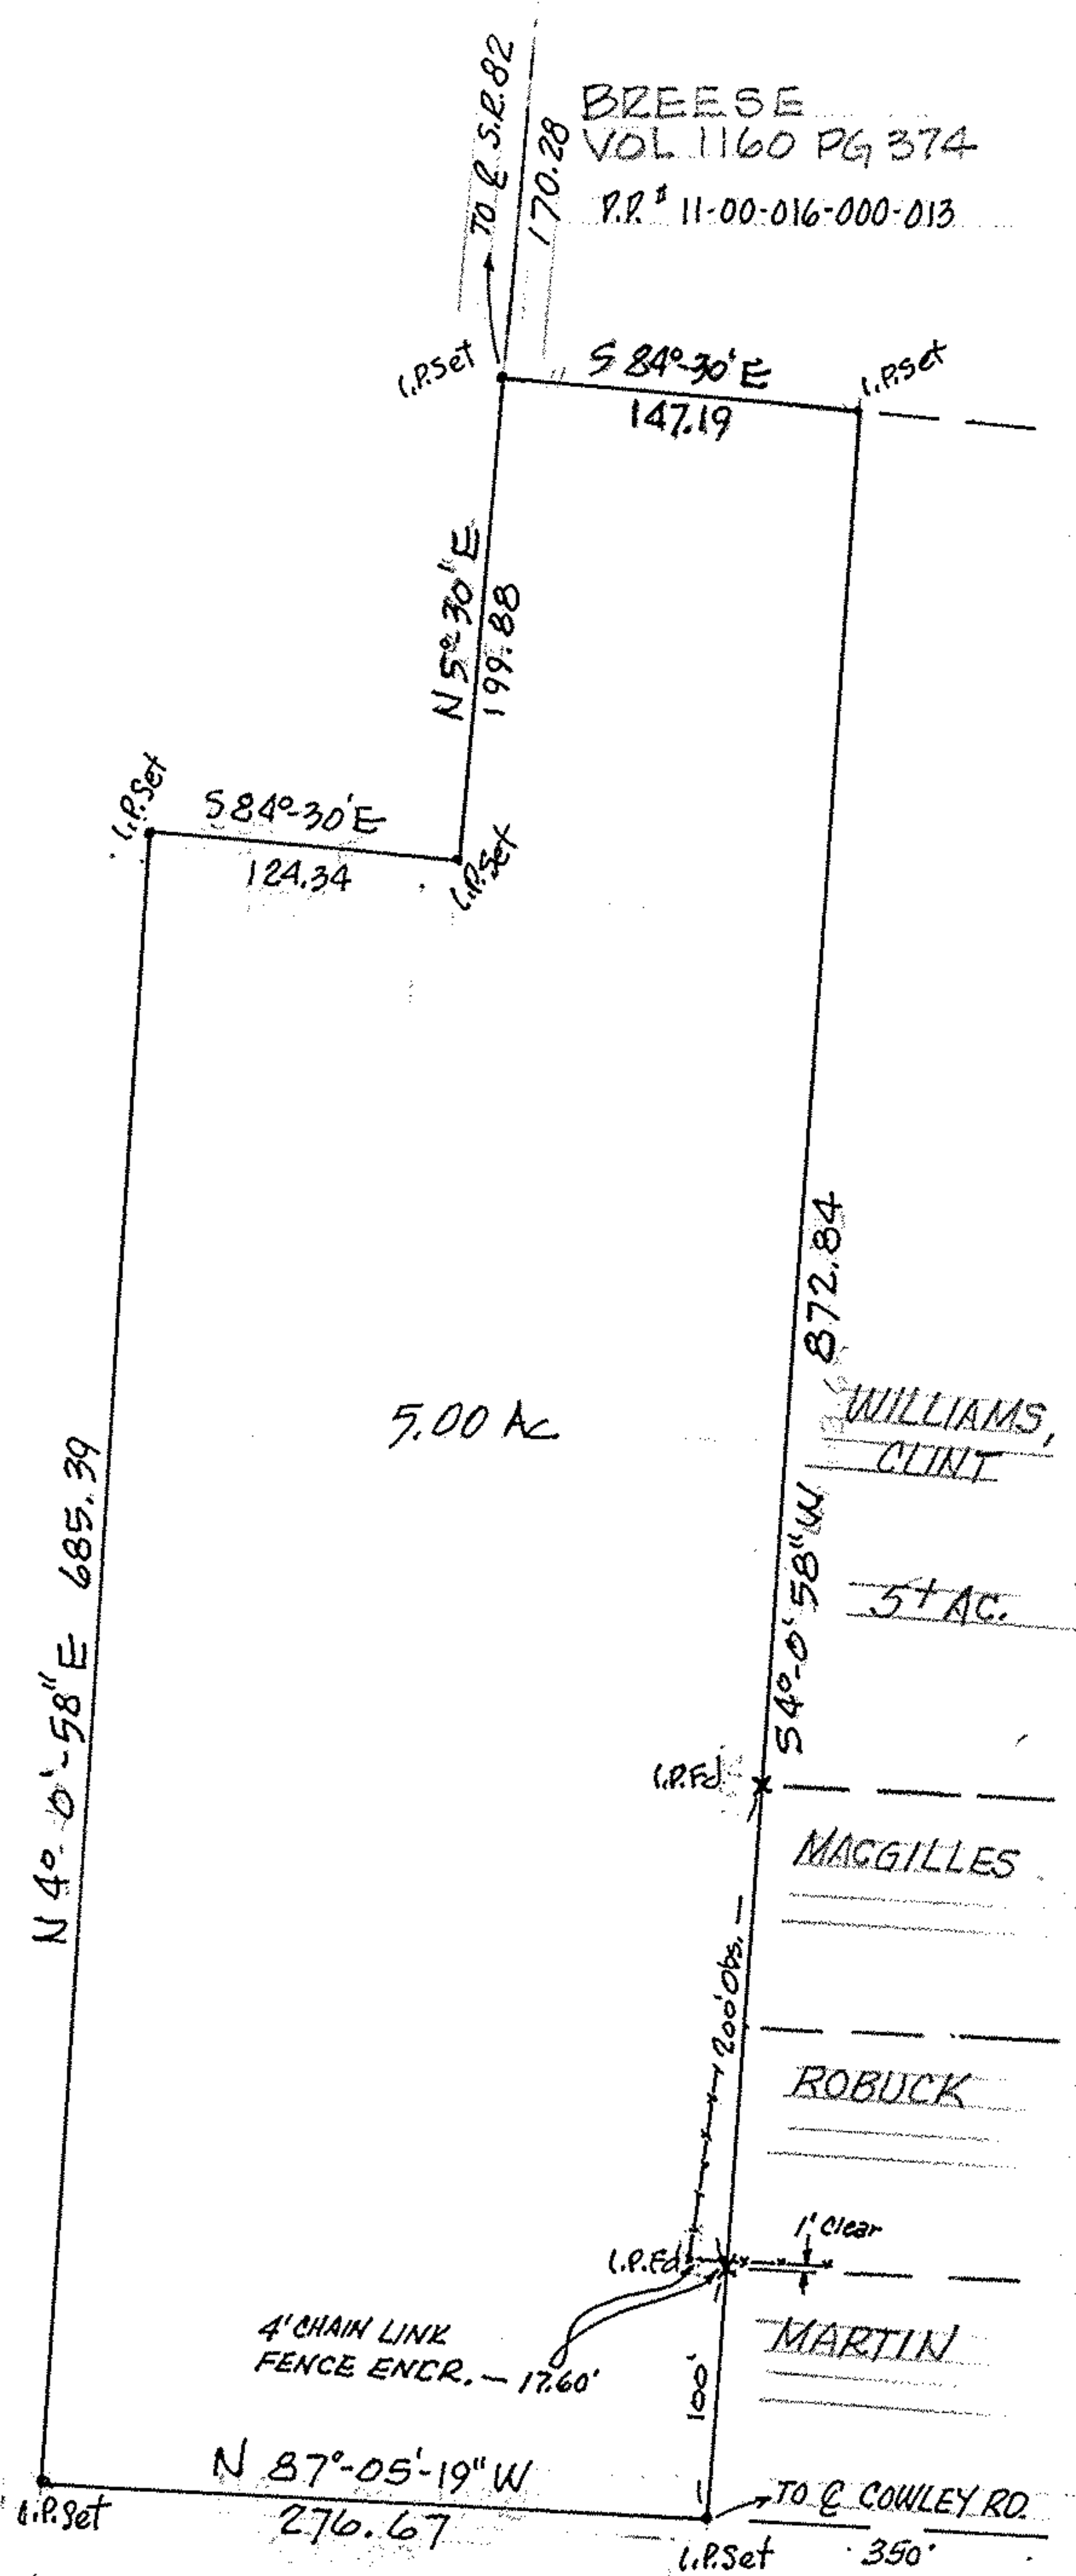 TO ℄ S.R. 82
170.28
BREESE
VOL 1160 PG 374
P.P.# 11-00-016-000-013
I.P.Set
S 84°-30' E
147.19
I.P.Set
N 5°-30' E
199.88
I.P.Set
S 84°-30' E
124.34
I.P.Set
872.84
S 4°-0'-58" W
WILLIAMS,
CLINT
5+ AC.
5.00 Ac
N 4°-0'-58" E 685.39
I.P.Fd.
MACGILLES
200' Obs.
ROBUCK
1' Clear
I.P.Fd.
4' CHAIN LINK
FENCE ENCR. — 17.60'
MARTIN
100'
N 87°-05'-19" W
276.67
I.P.Set
I.P.Set
TO ℄ COWLEY RD.
350'